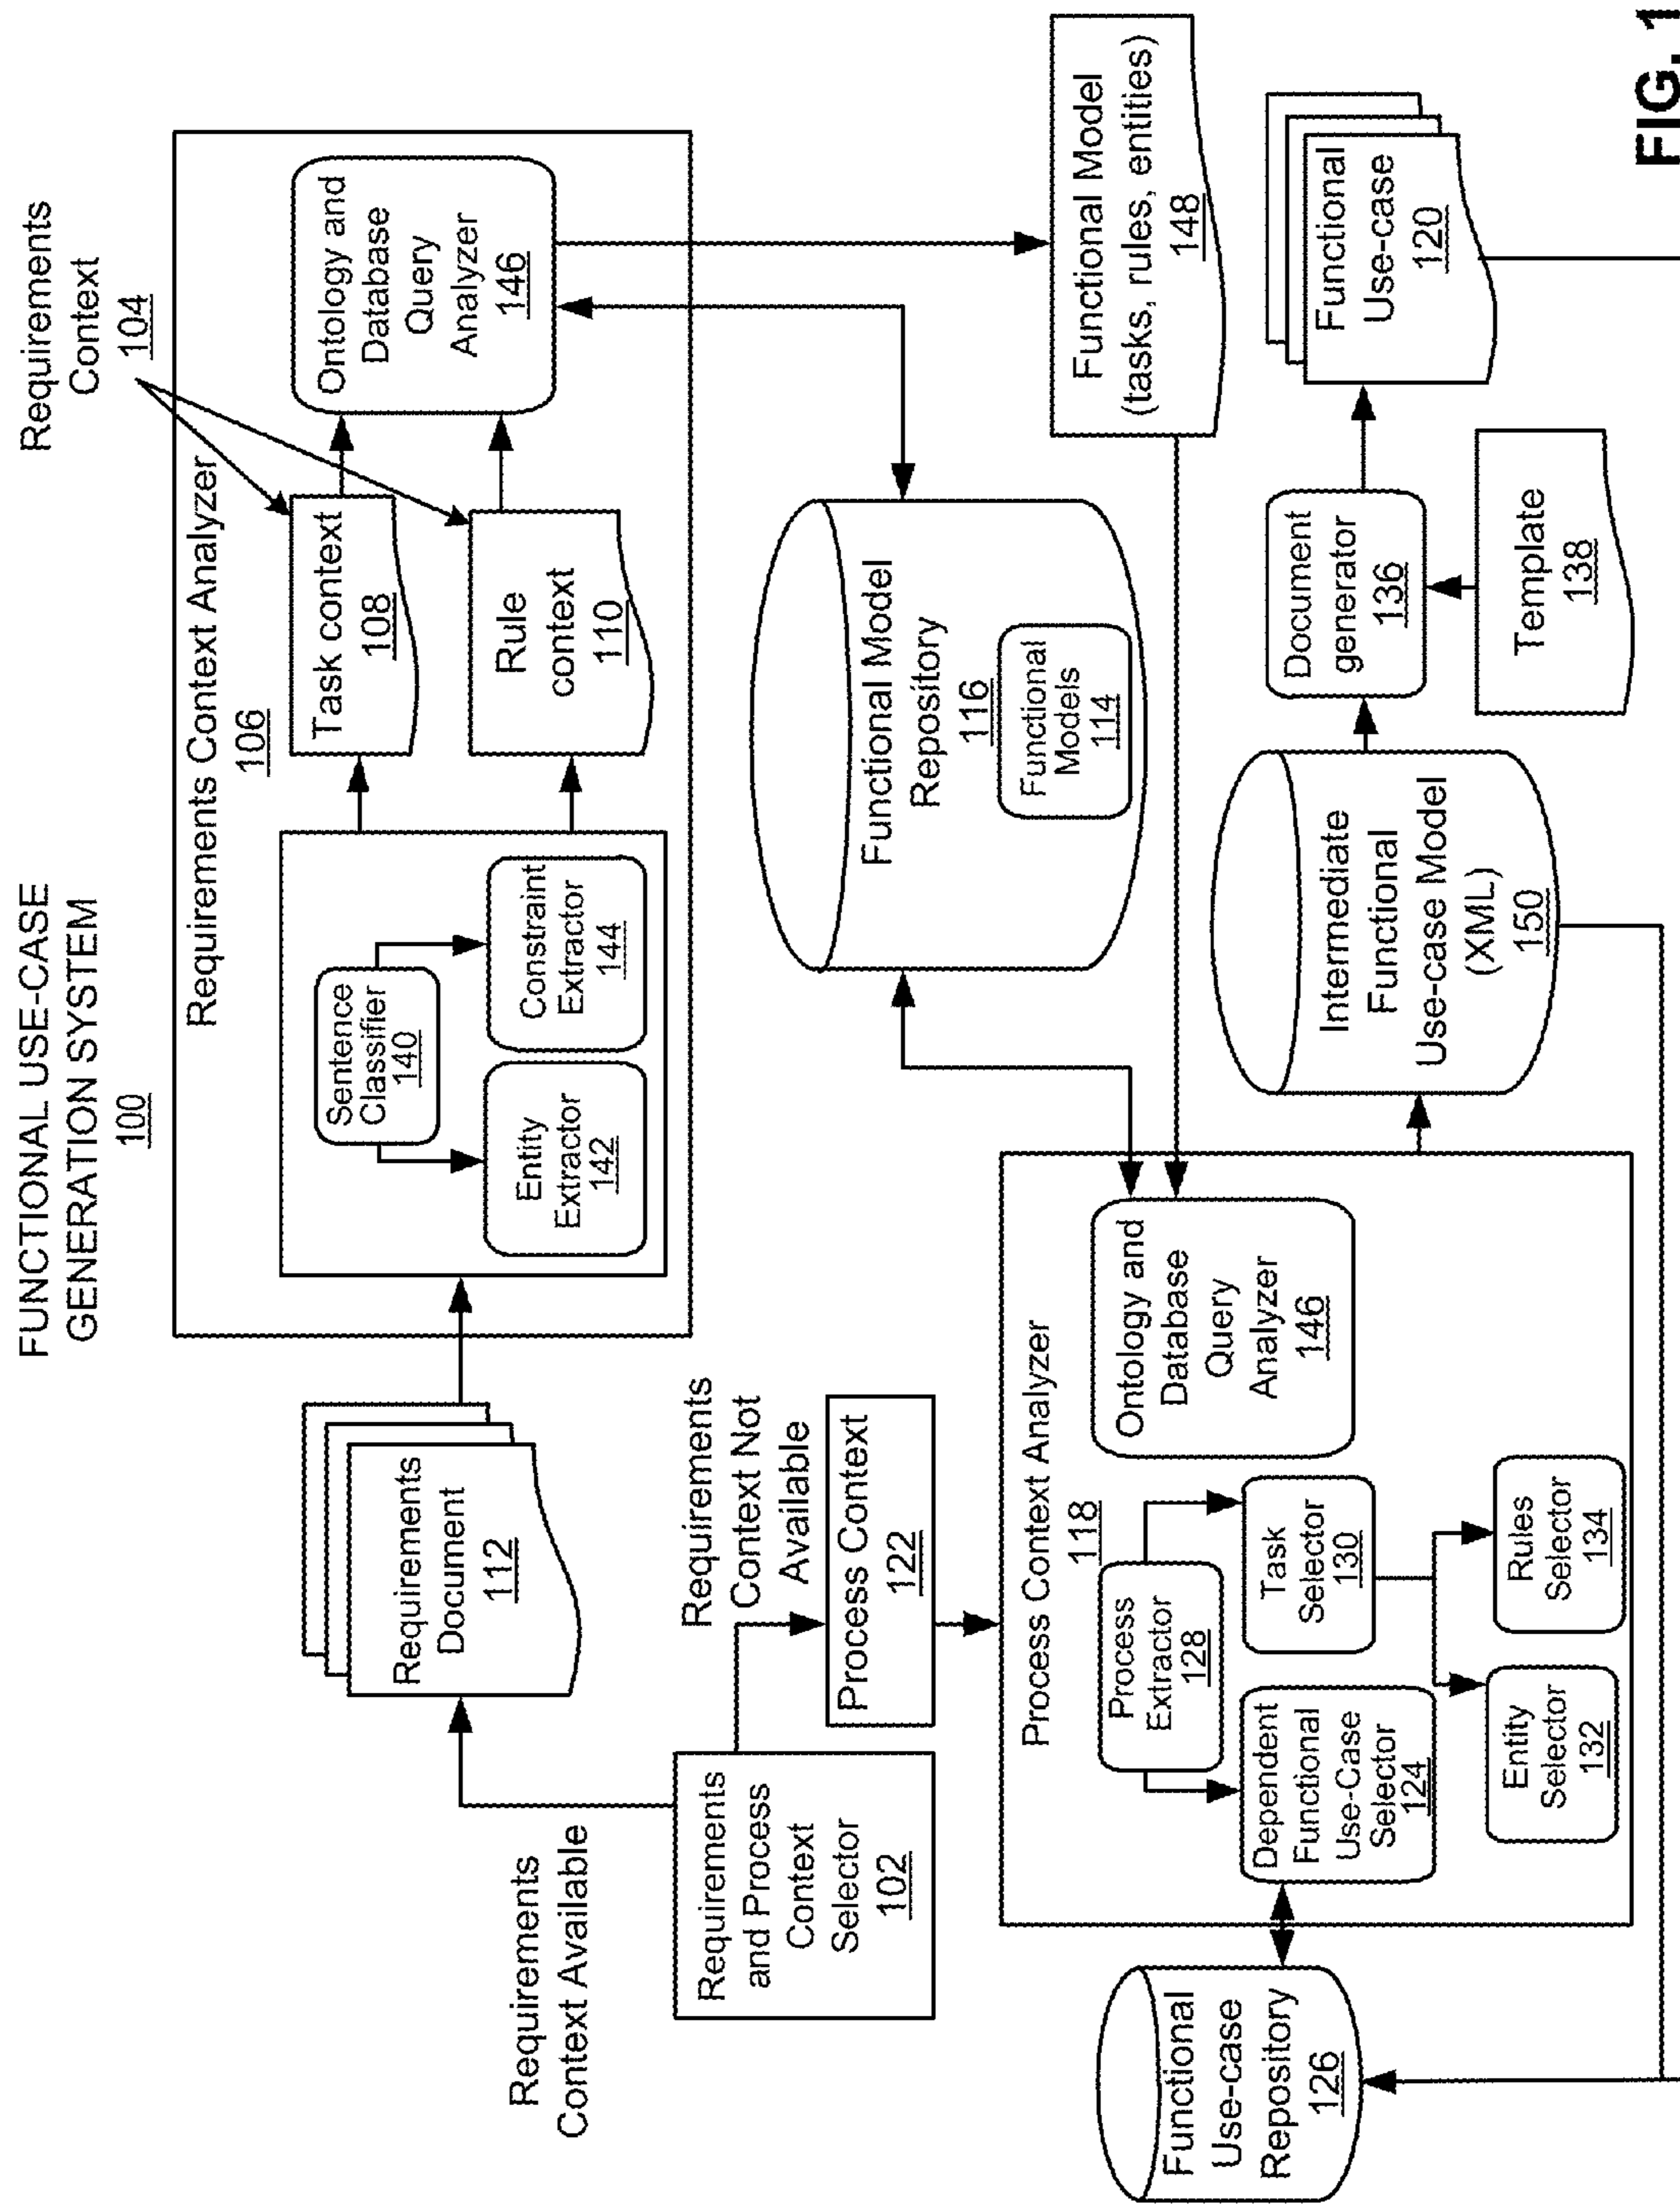 FUNCTIONAL USE-CASE
GENERATION SYSTEM
100
Requirements
Context
104
Requirements Context Analyzer
106
Sentence
Classifier
140
Entity
Extractor
142
Constraint
Extractor
144
Task context
108
Rule
context
110
Ontology and
Database
Query
Analyzer
146
Requirements
Document
112
Requirements
Context Available
Requirements
and Process
Context
Selector
102
Requirements
Context Not
Available
Process Context
122
Functional Model
Repository
116
Functional
Models
114
Functional Model
(tasks, rules, entities)
148
Process Context Analyzer
118
Process
Extractor
128
Dependent
Functional
Use-Case
Selector
124
Task
Selector
130
Entity
Selector
132
Rules
Selector
134
Ontology and
Database
Query
Analyzer
146
Functional
Use-case
Repository
126
Intermediate
Functional
Use-case Model
(XML)
150
Document
generator
136
Template
138
Functional
Use-case
120
FIG. 1